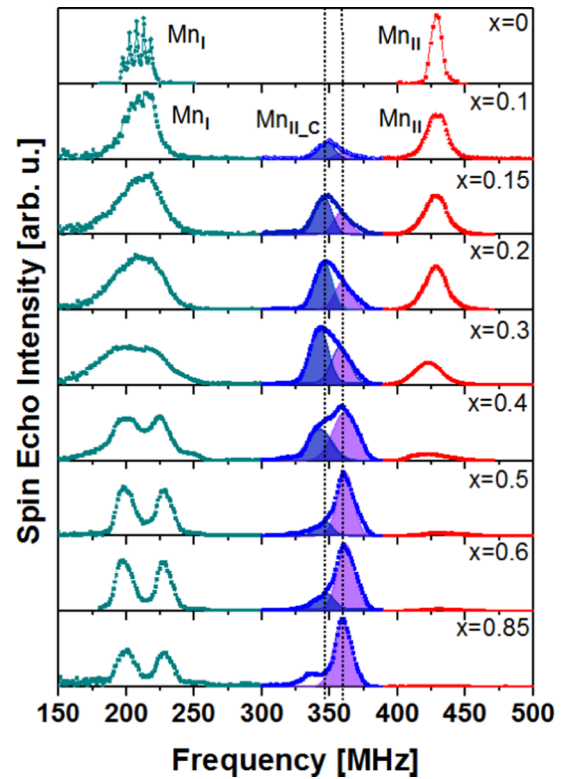 Mn_I Mn_II x=0
Mn_I Mn_II_C Mn_II x=0.1
x=0.15
x=0.2
x=0.3
x=0.4
x=0.5
x=0.6
x=0.85
150 200 250 300 350 400 450 500
Frequency [MHz]
Spin Echo Intensity [arb. u.]